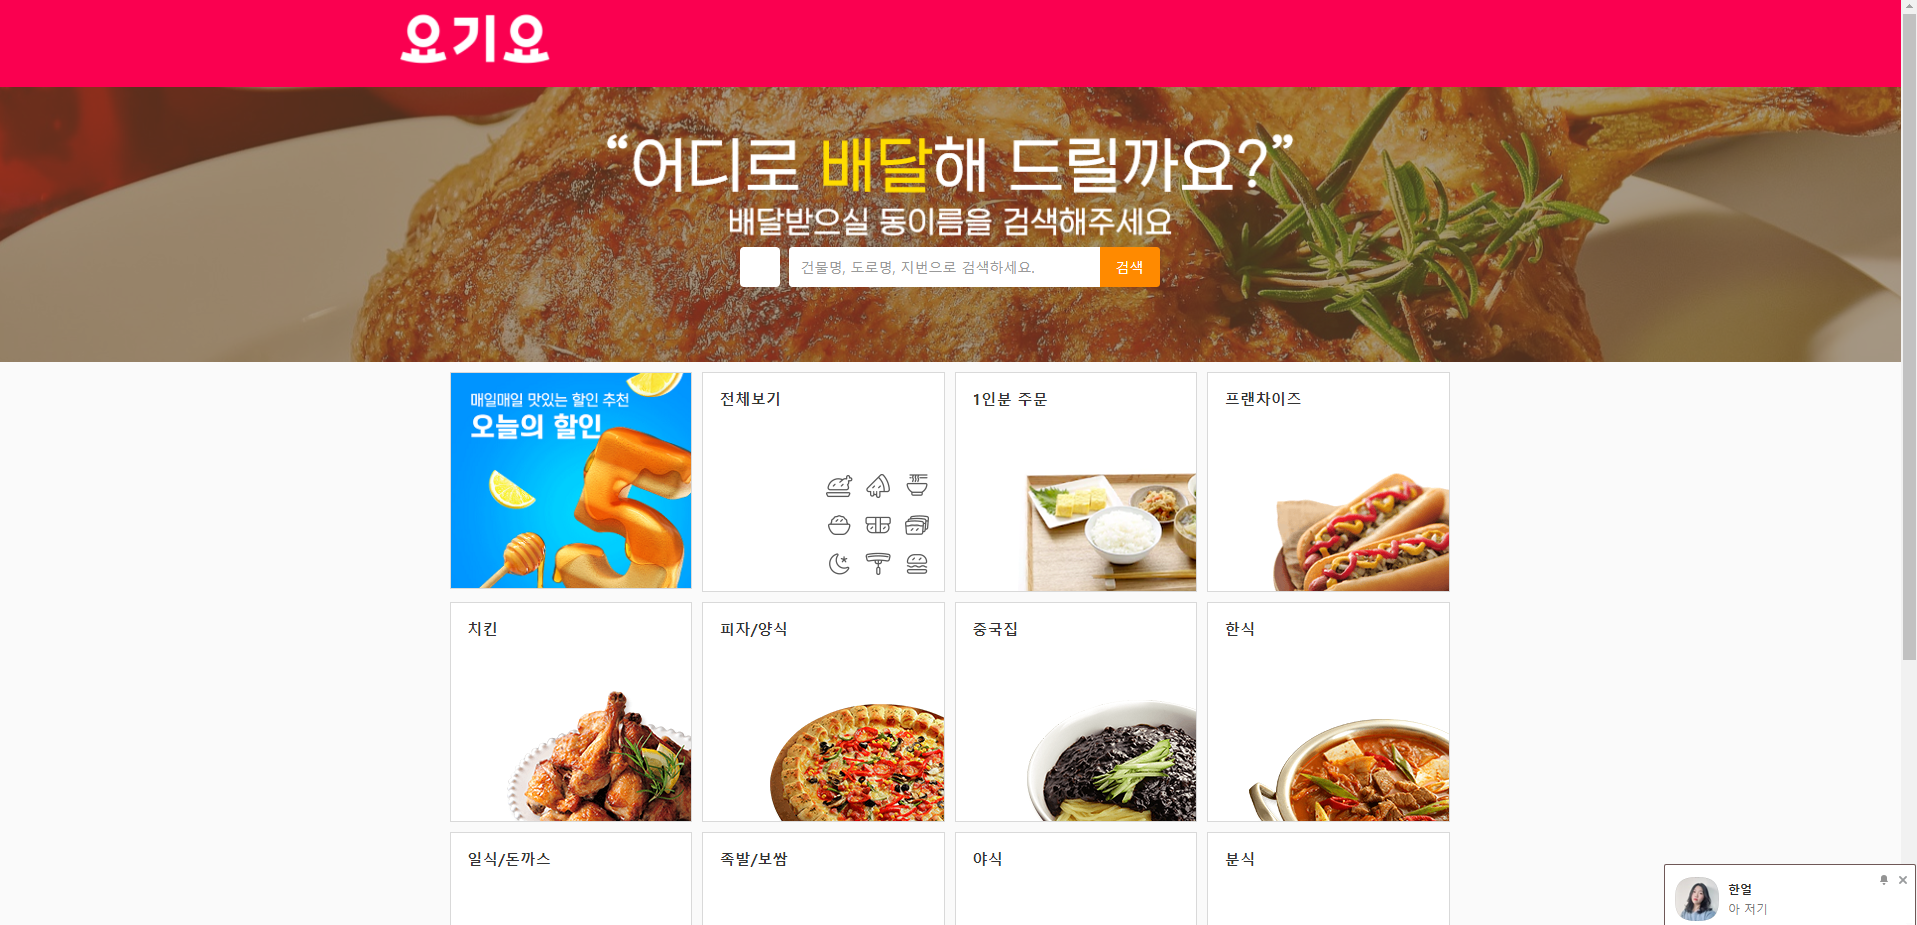 요기요
“어디로 배달해 드릴까요?”
배달받으실 동이름을 검색해주세요
건물명, 도로명, 지번으로 검색하세요.
검색
매일매일 맛있는 할인 추천
오늘의 할인
5
전체보기
1인분 주문
프랜차이즈
치킨
피자/양식
중국집
한식
일식/돈까스
족발/보쌈
야식
분식
한얼
아 저기